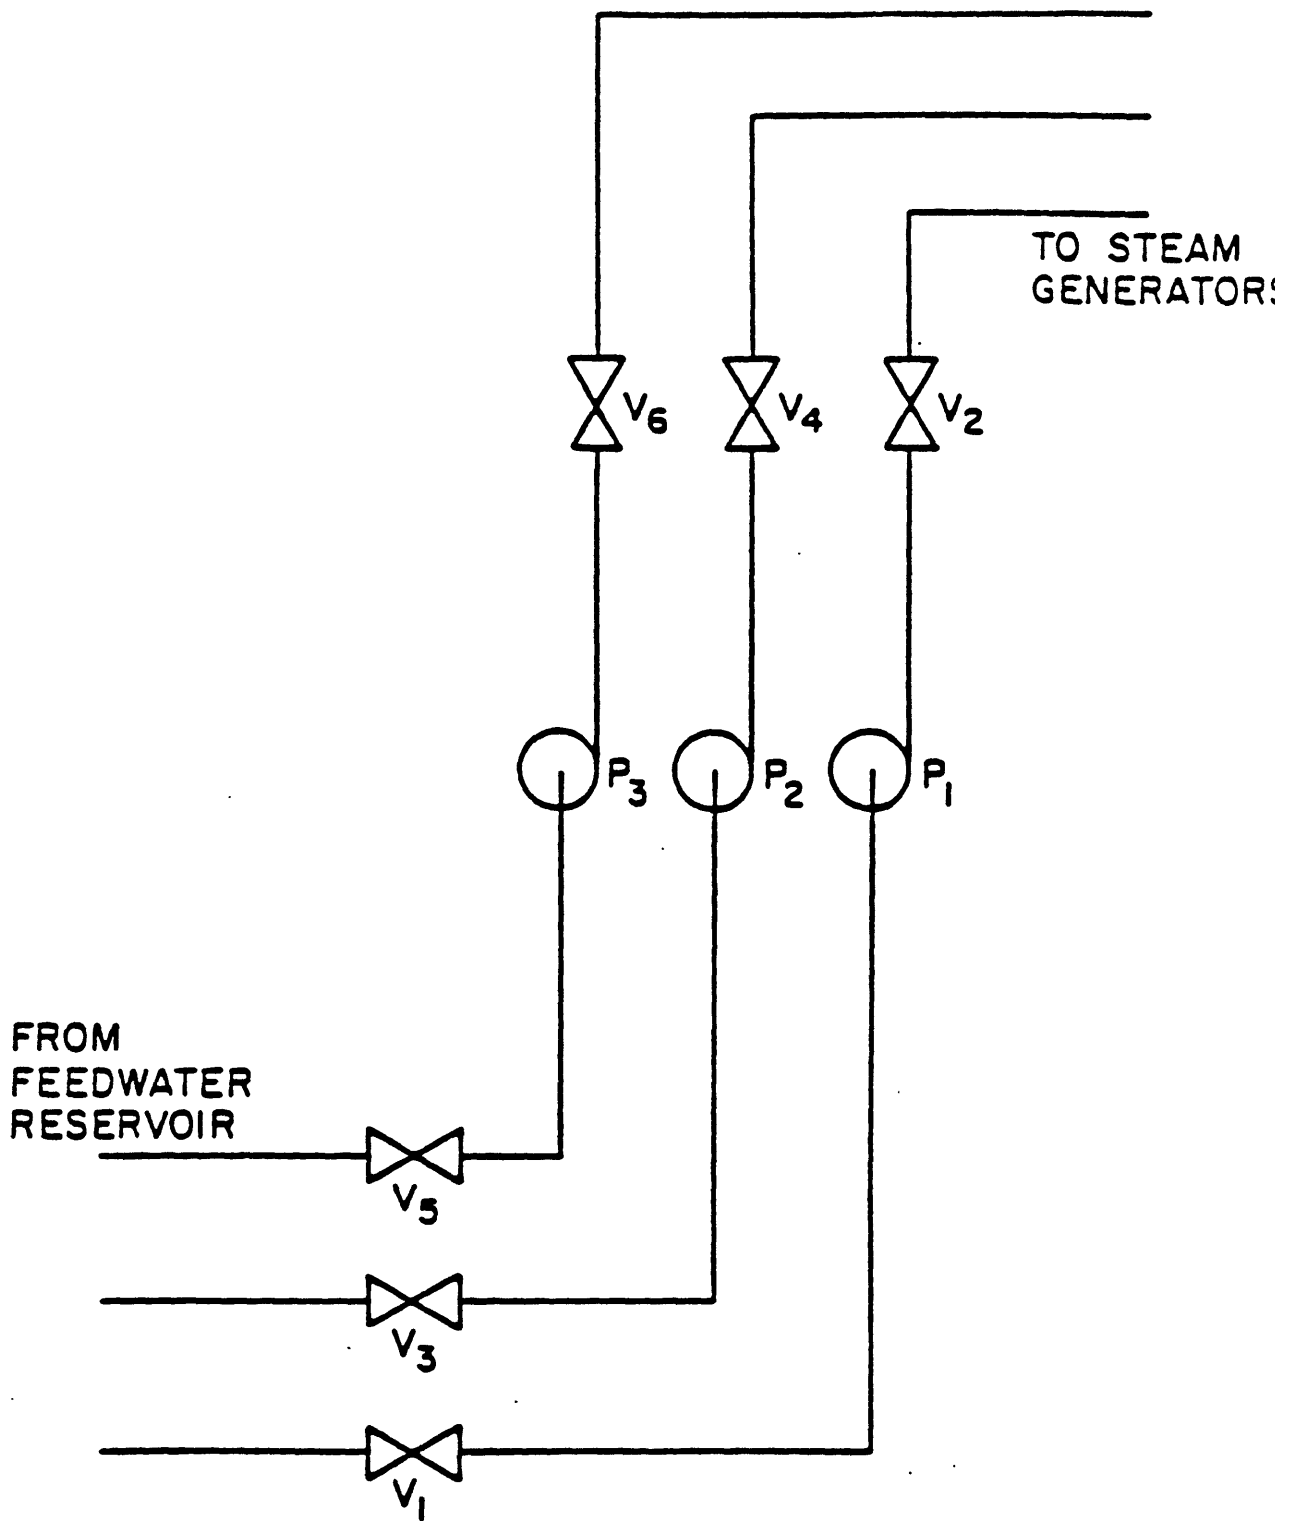 TO STEAM
GENERATORS
V6
V4
V2
P3
P2
P1
FROM
FEEDWATER
RESERVOIR
V5
V3
V1